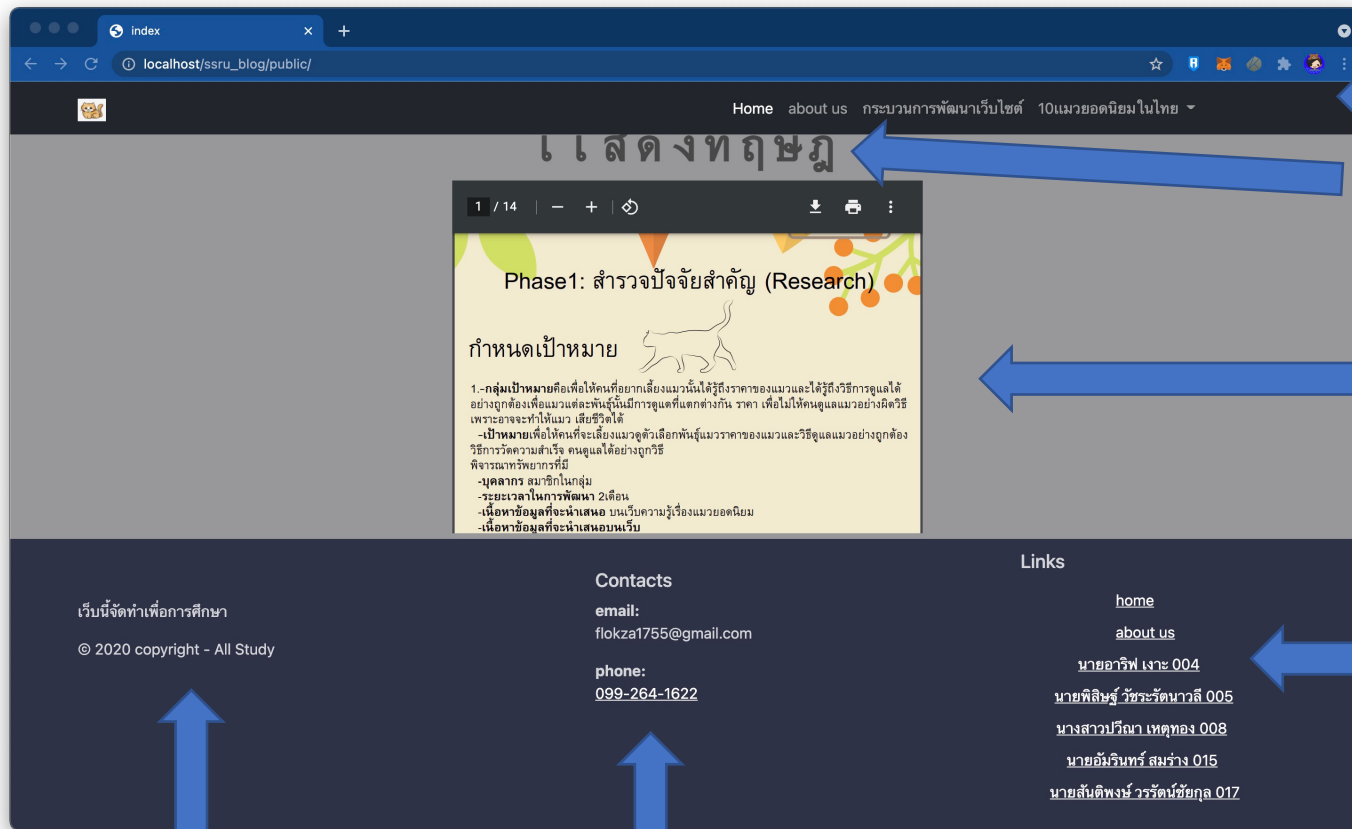 index
localhost/ssru_blog/public/
Home about us กระบวนการพัฒนาเว็บไซต์ 10แมวยอดนิยมในไทย
แสดงทฤษฎ
1 / 14
Phase1: สำรวจปัจจัยสำคัญ (Research)
กำหนดเป้าหมาย
1.-กลุ่มเป้าหมายคือเพื่อให้คนที่อยากเลี้ยงแมวนั้นได้รู้ถึงราคาของแมวและได้รู้ถึงวิธีการดูแลได้
อย่างถูกต้องเพื่อแมวแต่ละพันธุ์นั้นมีการดูแดที่แตกต่างกัน ราคา เพื่อไม่ให้คนดูแลแมวอย่างผิดวิธี
เพราะอาจจะทำให้แมว เสียชีวิตได้
-เป้าหมายเพื่อให้คนที่จะเลี้ยงแมวดูตัวเลือกพันธุ์แมวราคาของแมวและวิธีดูแลแมวอย่างถูกต้อง
วิธีการวัดความสำเร็จ คนดูแลได้อย่างถูกวิธี
พิจารณาทรัพยากรที่มี
-บุคลากร สมาชิกในกลุ่ม
-ระยะเวลาในการพัฒนา 2เดือน
-เนื้อหาข้อมูลที่จะนำเสนอ บนเว็บความรู้เรื่องแมวยอดนิยม
-เนื้อหาข้อมูลที่จะนำเสนอบนเว็บ
เว็บนี้จัดทำเพื่อการศึกษา
© 2020 copyright - All Study
Contacts
email:
flokza1755@gmail.com
phone:
099-264-1622
Links
home
about us
นายอาริฟ เงาะ 004
นายพิสิษฐ์ วัชระรัตนาวลี 005
นางสาวปวีณา เหตุทอง 008
นายอัมรินทร์ สมร่าง 015
นายสันติพงษ์ วรรัตน์ชัยกุล 017